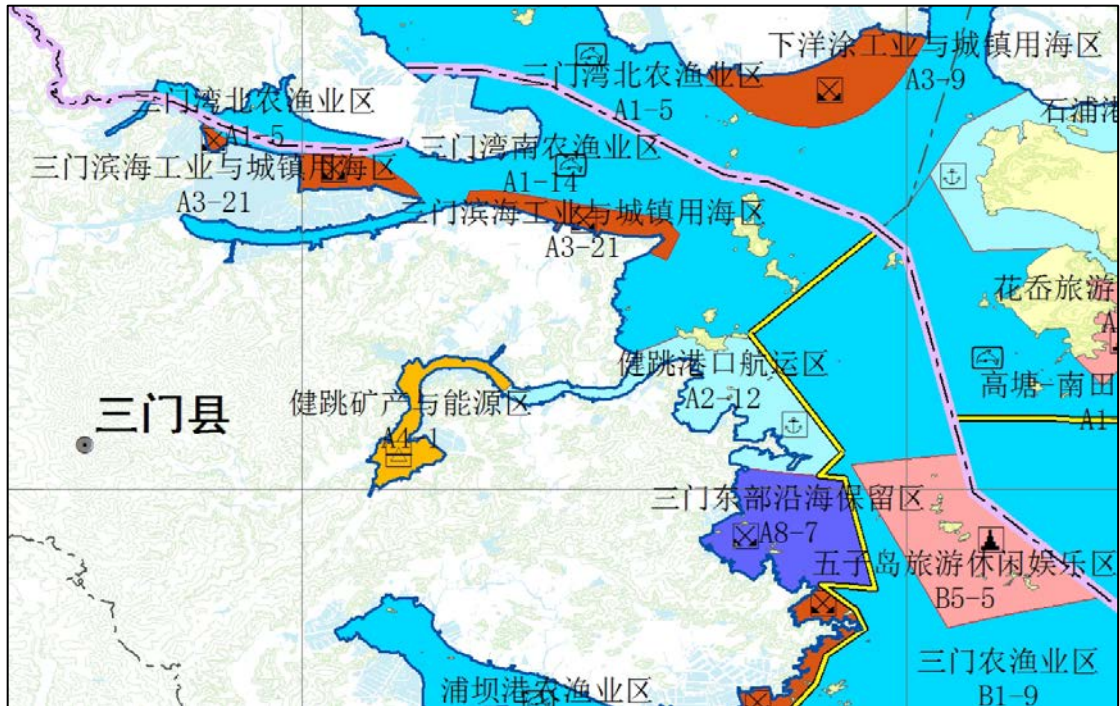 下洋涂工业与城镇用海区
A3-9
三门湾北农渔业区
A1-5
三门湾北农渔业区
A1-5
石浦港
三门湾南农渔业区
A1-14
三门滨海工业与城镇用海区
A3-21
三门滨海工业与城镇用海区
A3-21
花岙旅游
A
健跳港口航运区
A2-12
高塘-南田
A1
健跳矿产与能源区
A4-1
三门县
三门东部沿海保留区
A8-7
五子岛旅游休闲娱乐区
B5-5
三门农渔业区
B1-9
浦坝港农渔业区